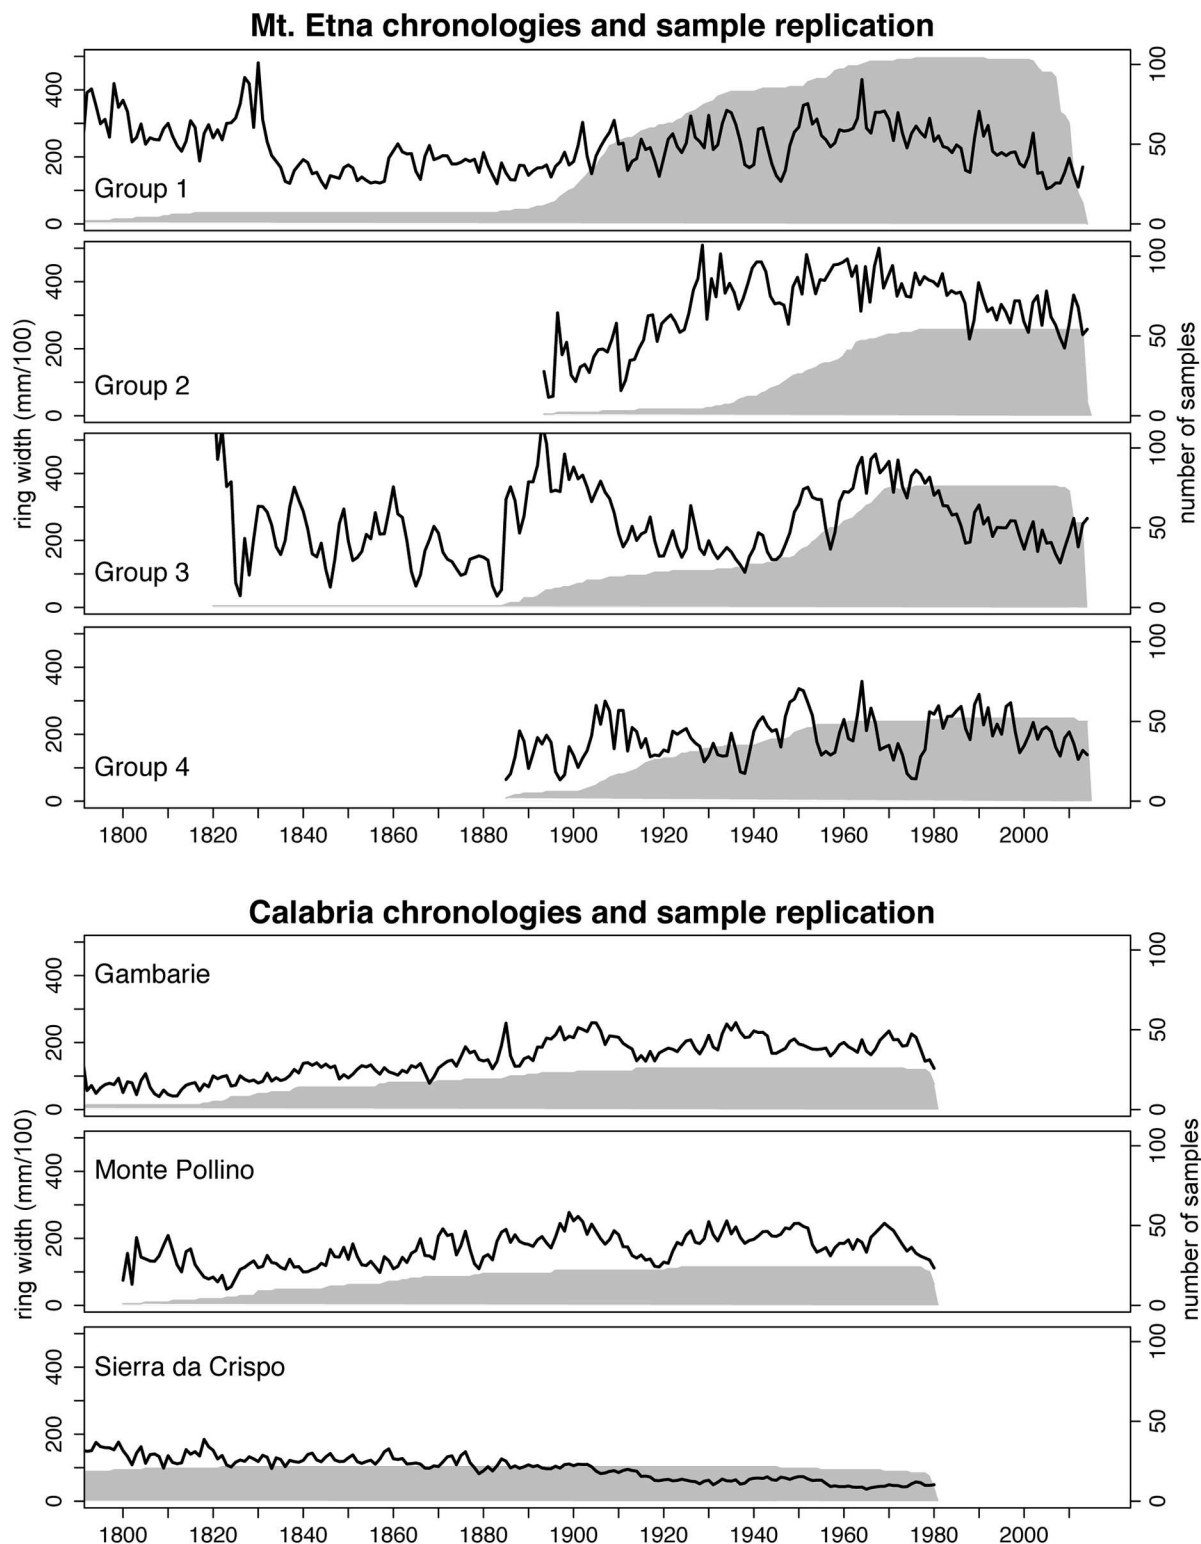 Mt. Etna chronologies and sample replication
0 200 400
Group 1
0 50 100
0 200 400
Group 2
0 50 100
0 200 400
Group 3
0 50 100
0 200 400
Group 4
0 50 100
ring width (mm/100)
number of samples
1800 1820 1840 1860 1880 1900 1920 1940 1960 1980 2000
Calabria chronologies and sample replication
0 200 400
Gambarie
0 50 100
0 200 400
Monte Pollino
0 50 100
0 200 400
Sierra da Crispo
0 50 100
ring width (mm/100)
number of samples
1800 1820 1840 1860 1880 1900 1920 1940 1960 1980 2000